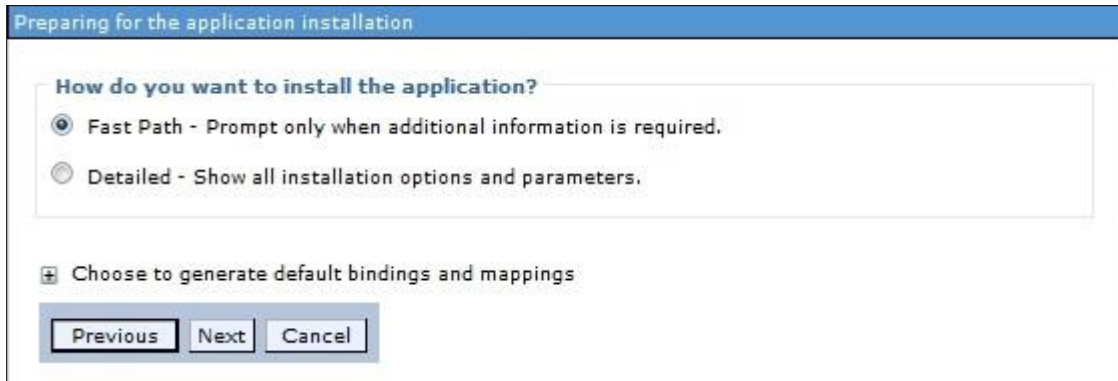 Preparing for the application installation
How do you want to install the application?
Fast Path - Prompt only when additional information is required.
Detailed - Show all installation options and parameters.
Choose to generate default bindings and mappings
Previous Next Cancel